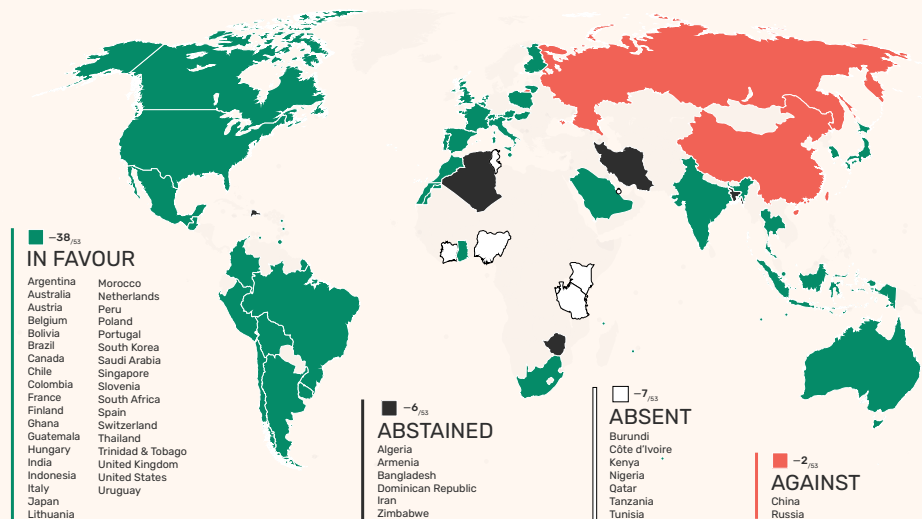 –38/53
IN FAVOUR
Argentina
Australia
Austria
Belgium
Bolivia
Brazil
Canada
Chile
Colombia
France
Finland
Ghana
Guatemala
Hungary
India
Indonesia
Italy
Japan
Lithuania
Morocco
Netherlands
Peru
Poland
Portugal
South Korea
Saudi Arabia
Singapore
Slovenia
South Africa
Spain
Switzerland
Thailand
Trinidad & Tobago
United Kingdom
United States
Uruguay
–6/53
ABSTAINED
Algeria
Armenia
Bangladesh
Dominican Republic
Iran
Zimbabwe
–7/53
ABSENT
Burundi
Côte d'Ivoire
Kenya
Nigeria
Qatar
Tanzania
Tunisia
–2/53
AGAINST
China
Russia